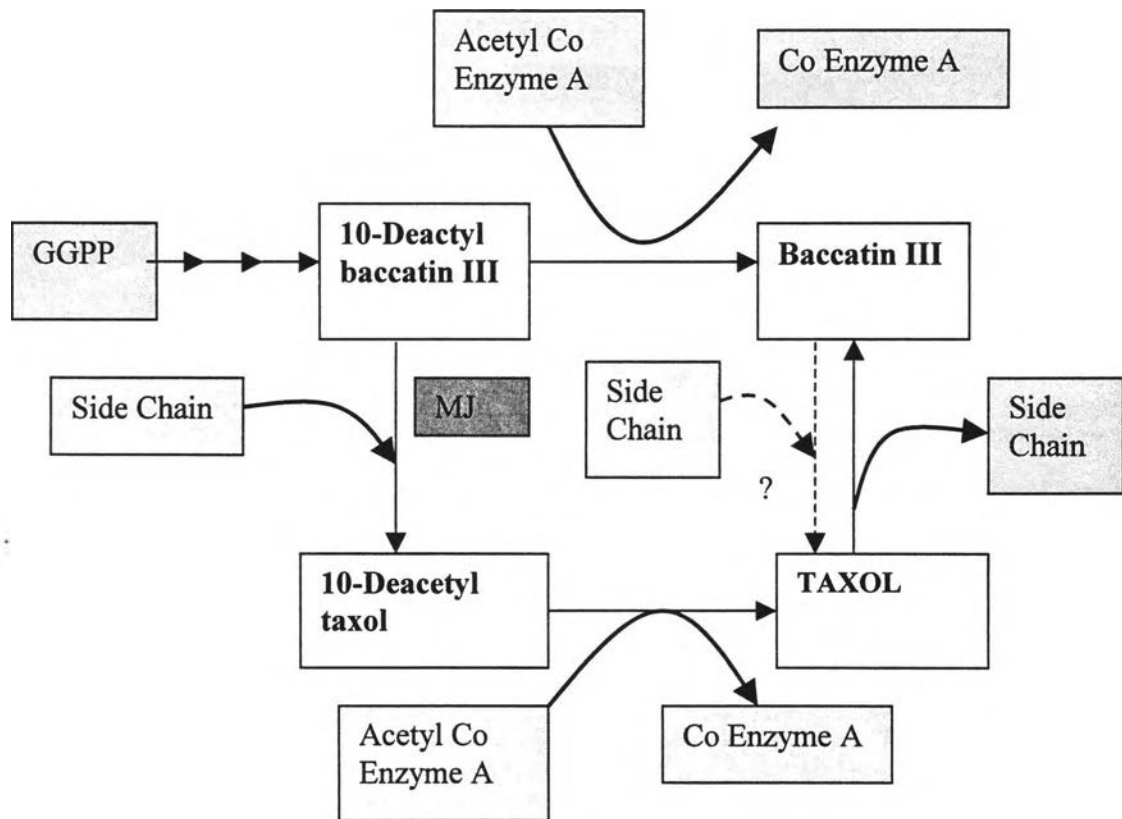 Acetyl Co
Enzyme A
Co Enzyme A
GGPP
10-Deactyl
baccatin III
Baccatin III
Side Chain
MJ
Side
Chain
Side
Chain
?
10-Deacetyl
taxol
TAXOL
Acetyl Co
Enzyme A
Co Enzyme A